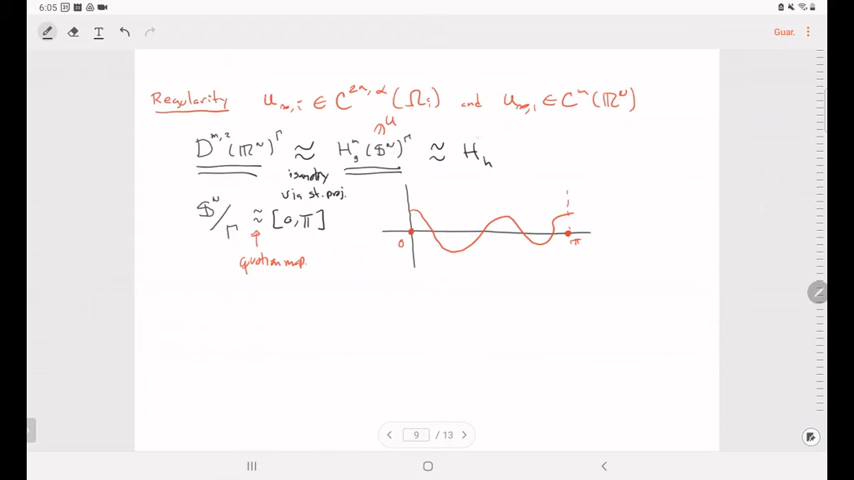 6:05
Guar.
Regularity u_{∞,i} ∈ C^{2m,α}(Ω_i) and u_{∞,i} ∈ C^m(ℝ^N)
D^{m,2}(ℝ^N)^Γ ≈ H_g^m(𝕊^N)^Γ ≈ H_h
∋ u
isometry
via st. proj.
𝕊^N/Γ ≈ [0,π]
quotion map.
0
π
9 / 13